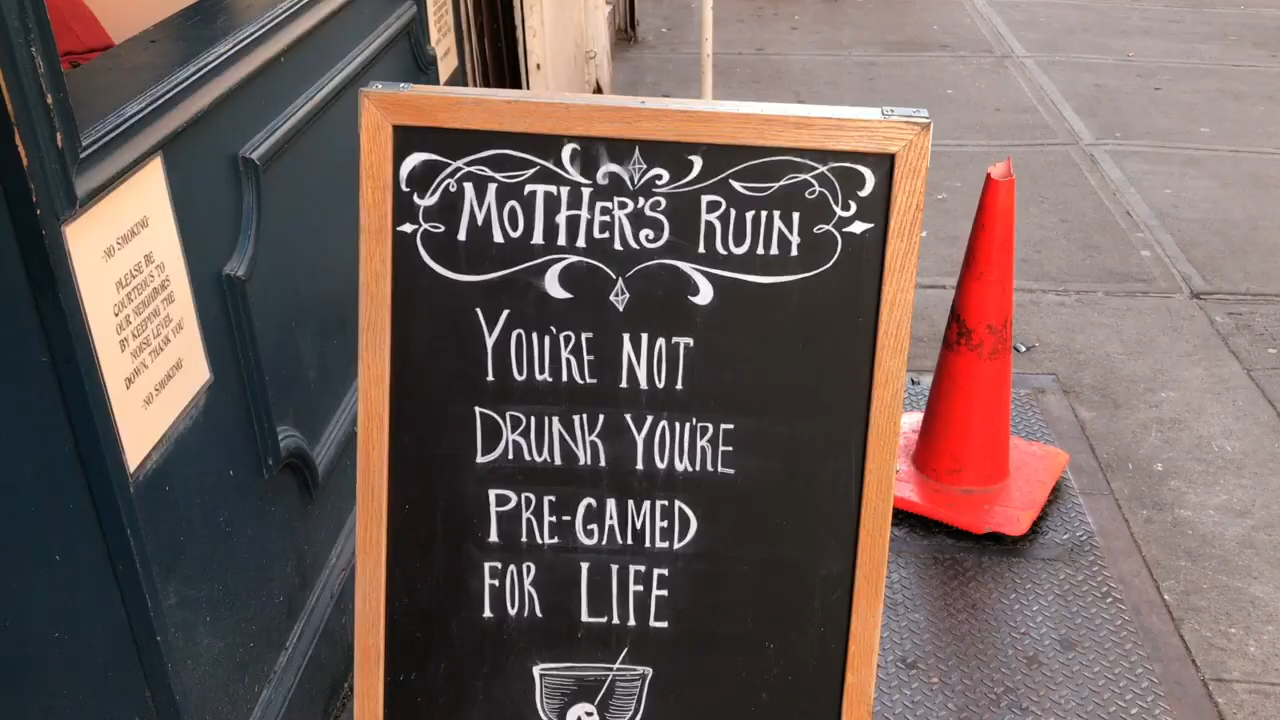 -NO SMOKING-
PLEASE BE
COURTEOUS TO
OUR NEIGHBORS
BY KEEPING THE
NOISE LEVEL
DOWN, THANK YOU
-NO SMOKING-
MOTHER'S RUIN
YOU'RE NOT
DRUNK YOU'RE
PRE-GAMED
FOR LIFE